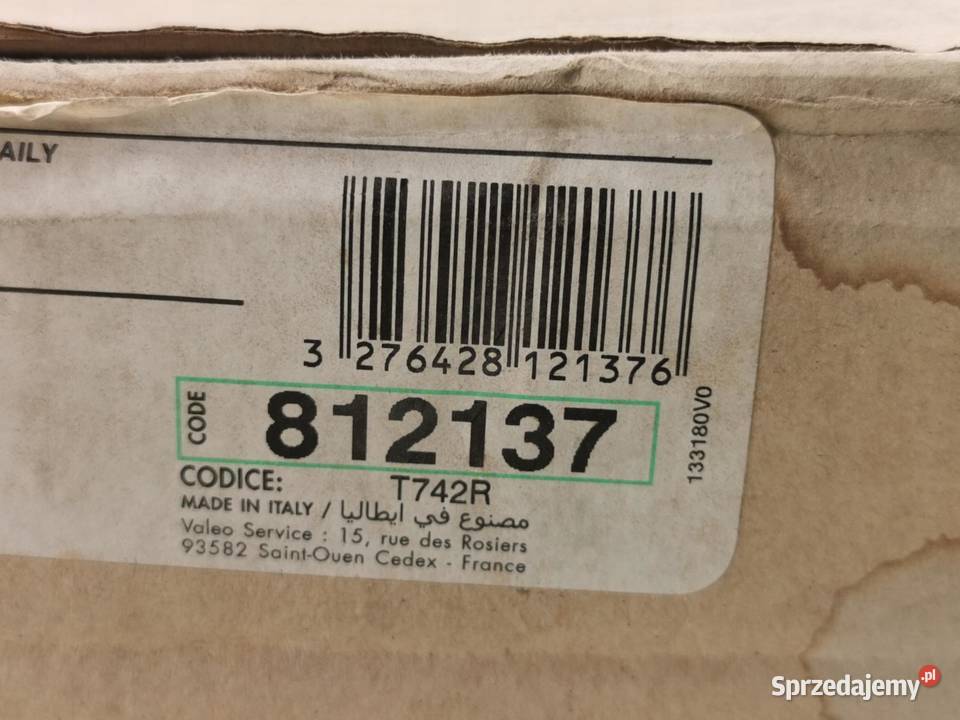 AILY
3 276428 121376
CODE 812137
133180V0
CODICE: T742R
MADE IN ITALY / مصنوع في ايطاليا
Valeo Service : 15, rue des Rosiers
93582 Saint-Ouen Cedex - France
Sprzedajemy.pl